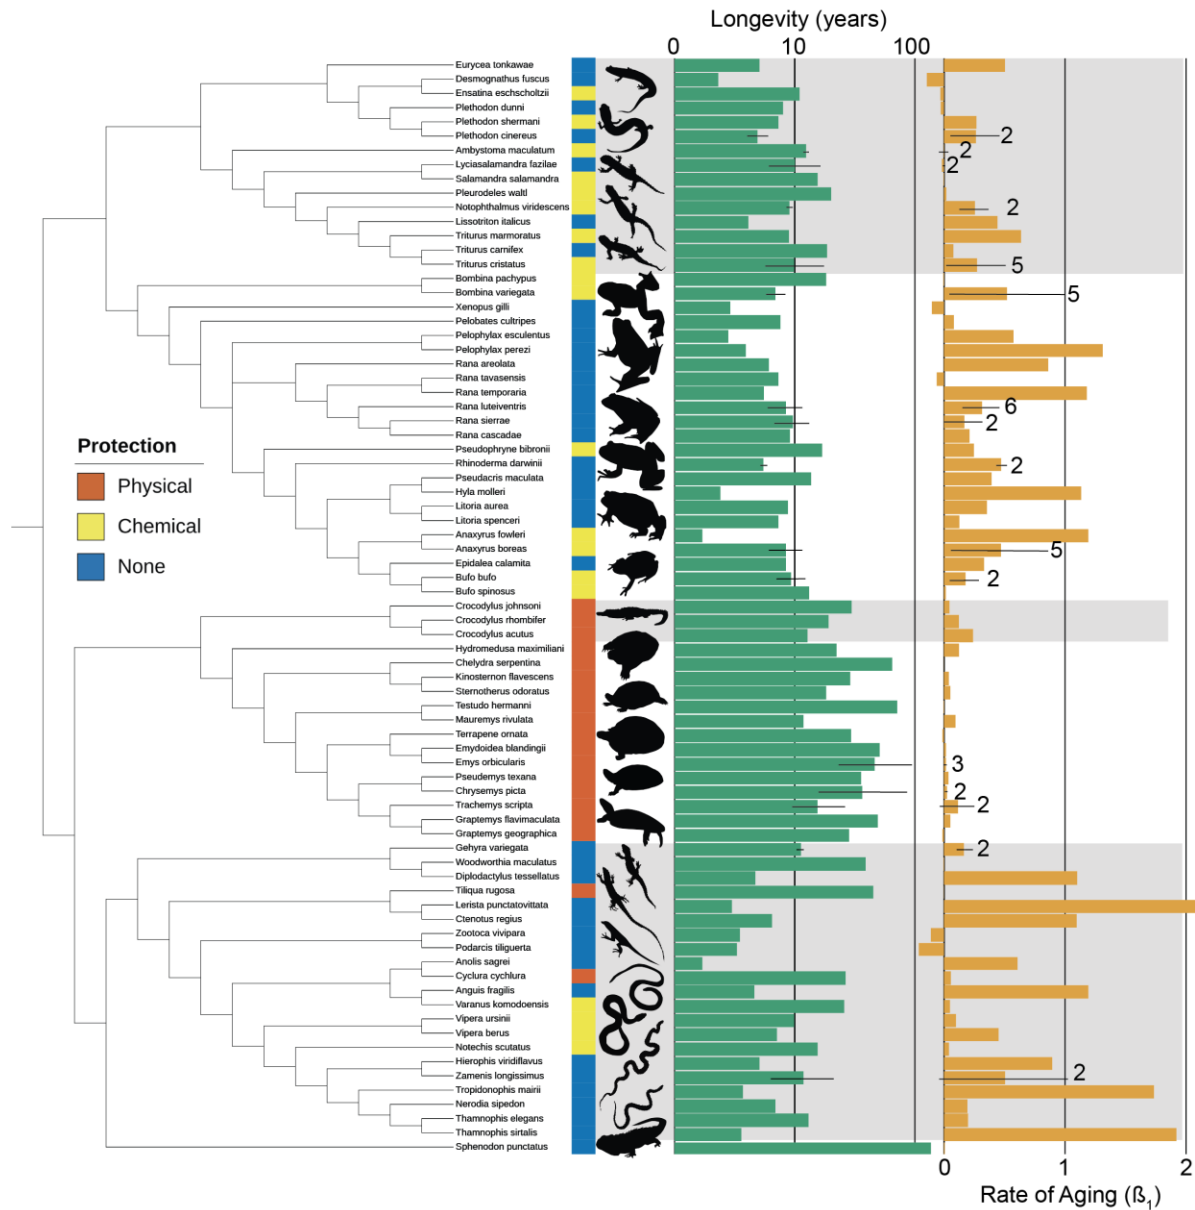 Longevity (years)
0 10 100
Eurycea tonkawae
Desmognathus fuscus
Ensatina eschscholtzii
Plethodon dunni
Plethodon shermani
Plethodon cinereus 2
Ambystoma maculatum 2
Lyciasalamandra fazilae 2
Salamandra salamandra
Pleurodeles waltl
Notophthalmus viridescens 2
Lissotriton italicus
Triturus marmoratus
Triturus carnifex
Triturus cristatus 5
Bombina pachypus
Bombina variegata 5
Xenopus gilli
Pelobates cultripes
Pelophylax esculentus
Pelophylax perezi
Rana areolata
Rana tavasensis
Rana temporaria
Rana luteiventris 6
Rana sierrae 2
Rana cascadae
Pseudophryne bibronii
Rhinoderma darwinii 2
Pseudacris maculata
Hyla molleri
Litoria aurea
Litoria spenceri
Anaxyrus fowleri
Anaxyrus boreas 5
Epidalea calamita
Bufo bufo 2
Bufo spinosus
Protection
Physical
Chemical
None
Crocodylus johnsoni
Crocodylus rhombifer
Crocodylus acutus
Hydromedusa maximiliani
Chelydra serpentina
Kinosternon flavescens
Sternotherus odoratus
Testudo hermanni
Mauremys rivulata
Terrapene ornata
Emydoidea blandingii
Emys orbicularis 3
Pseudemys texana
Chrysemys picta 2
Trachemys scripta 2
Graptemys flavimaculata
Graptemys geographica
Gehyra variegata 2
Woodworthia maculatus
Diplodactylus tessellatus
Tiliqua rugosa
Lerista punctatovittata
Ctenotus regius
Zootoca vivipara
Podarcis tiliguerta
Anolis sagrei
Cyclura cychlura
Anguis fragilis
Varanus komodoensis
Vipera ursinii
Vipera berus
Notechis scutatus
Hierophis viridiflavus
Zamenis longissimus 2
Tropidonophis mairii
Nerodia sipedon
Thamnophis elegans
Thamnophis sirtalis
Sphenodon punctatus
0 1 2
Rate of Aging (ß₁)